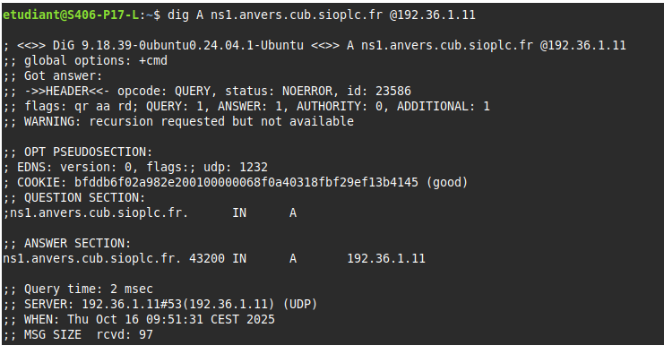 etudiant@S406-P17-L:~$ dig A ns1.anvers.cub.sioplc.fr @192.36.1.11
; <<>> DiG 9.18.39-0ubuntu0.24.04.1-Ubuntu <<>> A ns1.anvers.cub.sioplc.fr @192.36.1.11
;; global options: +cmd
;; Got answer:
;; ->>HEADER<<- opcode: QUERY, status: NOERROR, id: 23586
;; flags: qr aa rd; QUERY: 1, ANSWER: 1, AUTHORITY: 0, ADDITIONAL: 1
;; WARNING: recursion requested but not available
;; OPT PSEUDOSECTION:
; EDNS: version: 0, flags:; udp: 1232
; COOKIE: bfddb6f02a982e200100000068f0a40318fbf29ef13b4145 (good)
;; QUESTION SECTION:
;ns1.anvers.cub.sioplc.fr. IN A
;; ANSWER SECTION:
ns1.anvers.cub.sioplc.fr. 43200 IN A 192.36.1.11
;; Query time: 2 msec
;; SERVER: 192.36.1.11#53(192.36.1.11) (UDP)
;; WHEN: Thu Oct 16 09:51:31 CEST 2025
;; MSG SIZE rcvd: 97